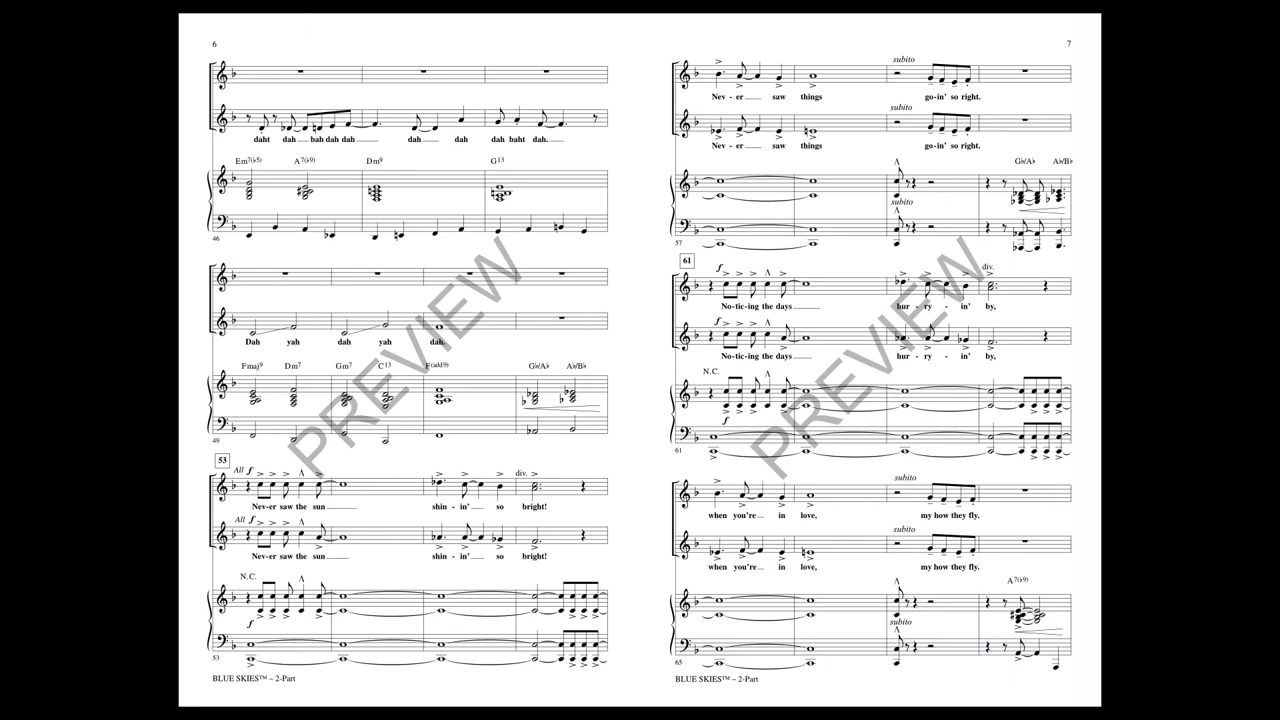 6
daht dah bah dah dah dah dah dah baht dah.
Em7(♭5) A7(♭9) Dm9 G13
46
Dah yah dah yah dah.
Fmaj9 Dm7 Gm7 C13 F(add9) G♭/A♭ A♭/B♭
49
53
All f
Nev-er saw the sun shin - in' so bright!
div.
All f
Nev-er saw the sun shin - in' so bright!
N.C.
f
53
BLUE SKIES™ – 2-Part
PREVIEW
7
subito
Nev - er saw things go-in' so right.
subito
Nev - er saw things go-in' so right.
G♭/A♭ A♭/B♭
subito
57
61
f div.
No-tic-ing the days hur - ry - in' by,
f
No-tic-ing the days hur - ry - in' by,
N.C.
f
61
subito
when you're in love, my how they fly.
subito
when you're in love, my how they fly.
A7(♭9)
subito
65
BLUE SKIES™ – 2-Part
PREVIEW